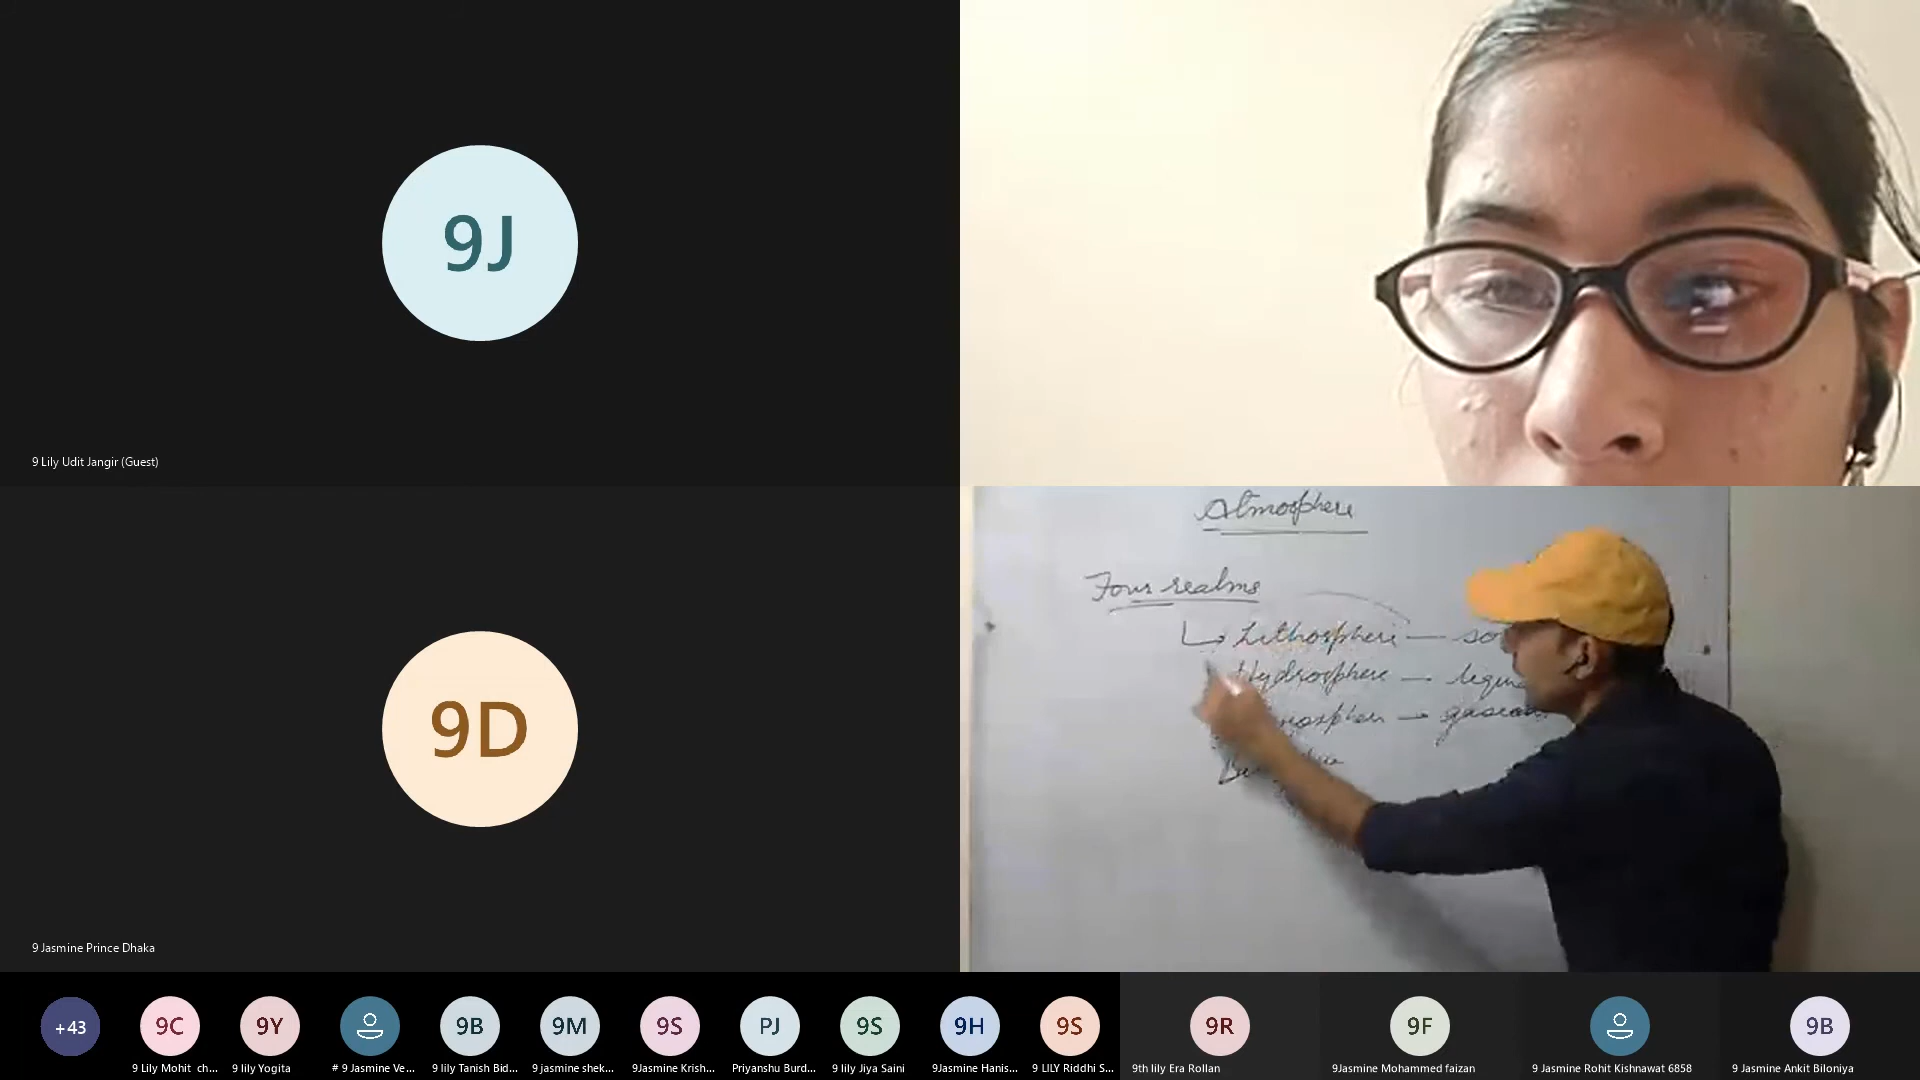 9J
9 Lily Udit Jangir (Guest)
Atmosphere
Four realms
↳ Lithosphere — so
Hydrosphere — liqu
→ gaseou
9D
9 Jasmine Prince Dhaka
+43
9C
9Y
9B
9M
9S
PJ
9S
9H
9S
9R
9F
9B
9 Lily Mohit ch...
9 lily Yogita
# 9 Jasmine Ve...
9 lily Tanish Bid...
9 jasmine shek...
9Jasmine Krish...
Priyanshu Burd...
9 lily Jiya Saini
9Jasmine Hanis...
9 LILY Riddhi S...
9th lily Era Rollan
9Jasmine Mohammed faizan
9 Jasmine Rohit Kishnawat 6858
9 Jasmine Ankit Biloniya